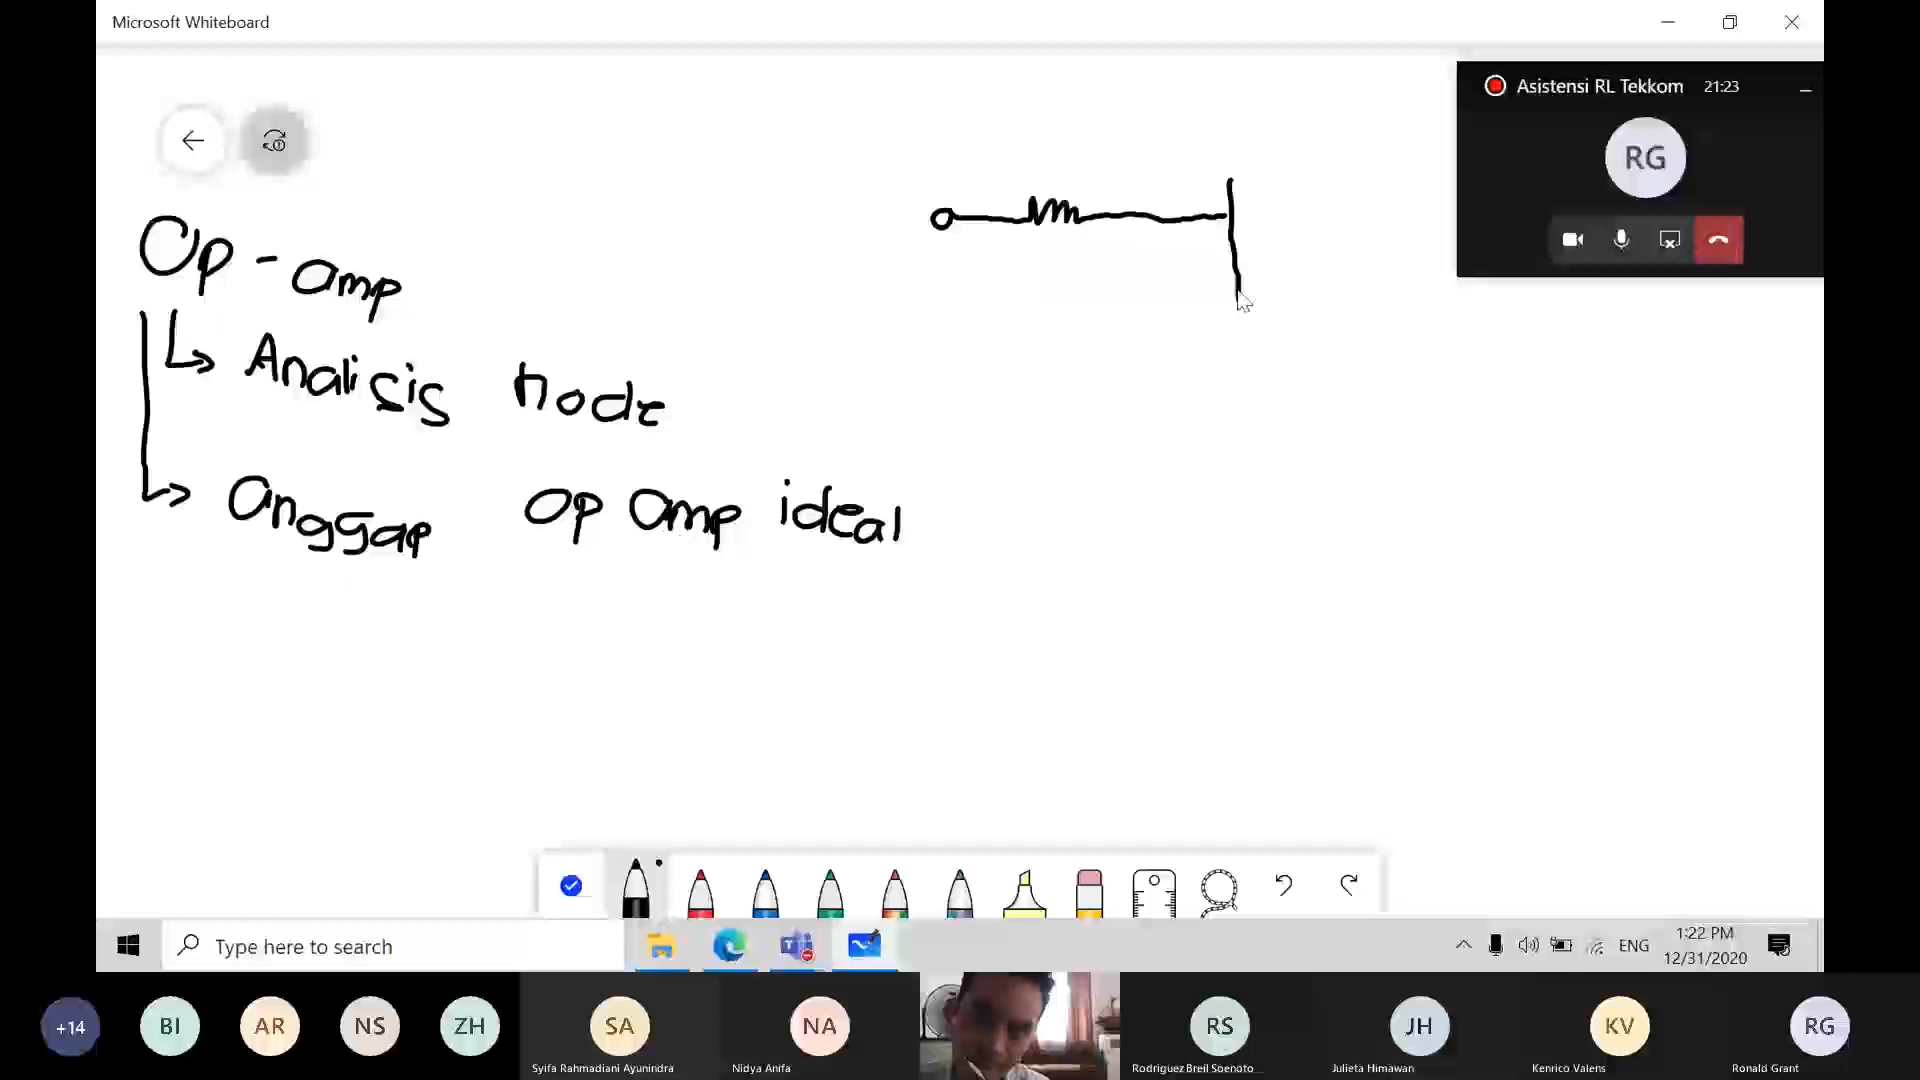 Microsoft Whiteboard
Asistensi RL Tekkom 21:23
RG
Op-amp
Analisis node
anggap op amp ideal
Type here to search
ENG
1:22 PM
12/31/2020
+14
BI
AR
NS
ZH
SA
NA
RS
JH
KV
RG
Syifa Rahmadiani Ayunindra
Nidya Anifa
Rodriguez Breil Soenoto ...
Julieta Himawan
Kenrico Valens
Ronald Grant